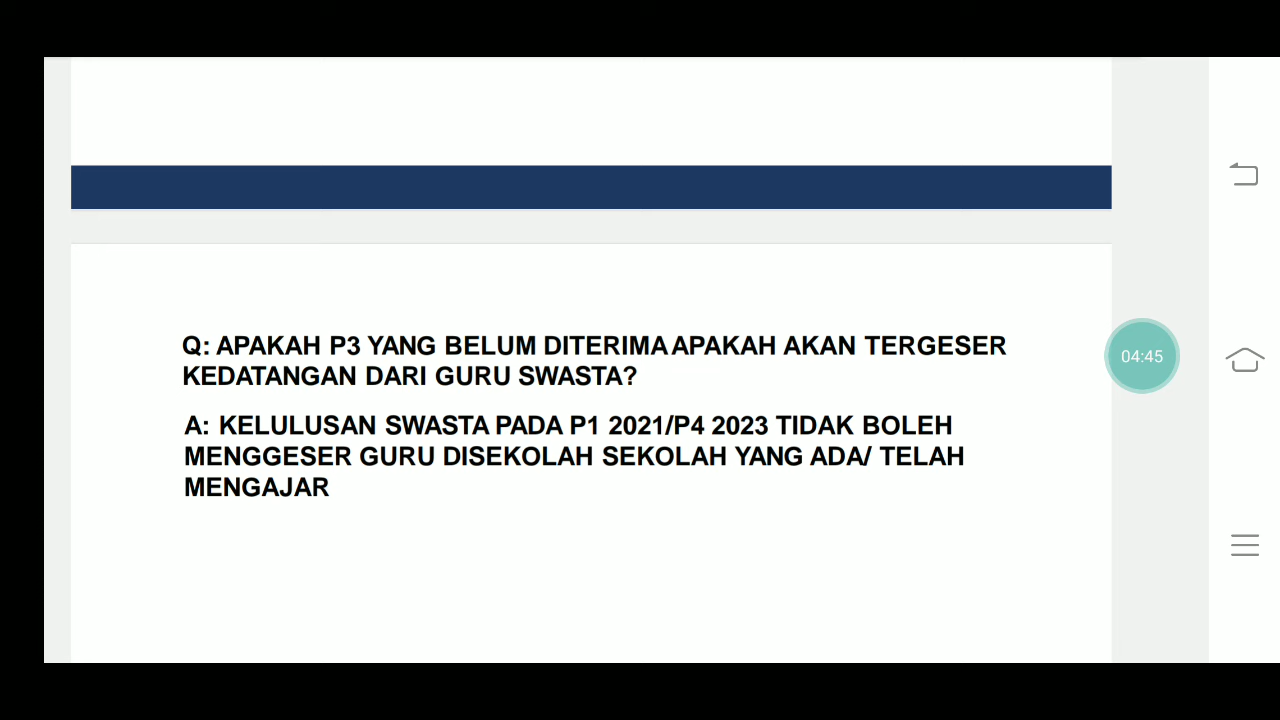 Q: APAKAH P3 YANG BELUM DITERIMA APAKAH AKAN TERGESER
KEDATANGAN DARI GURU SWASTA?
A: KELULUSAN SWASTA PADA P1 2021/P4 2023 TIDAK BOLEH
MENGGESER GURU DISEKOLAH SEKOLAH YANG ADA/ TELAH
MENGAJAR
04:45